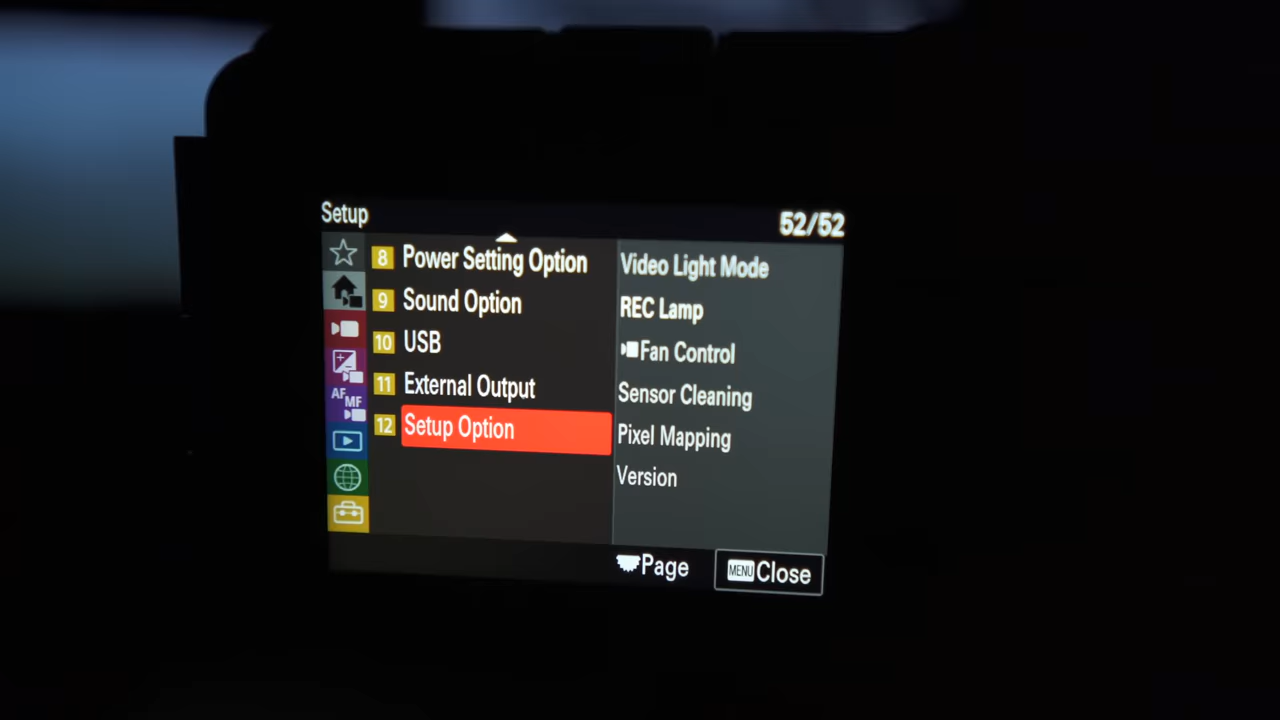 Setup
52/52
8 Power Setting Option
9 Sound Option
10 USB
11 External Output
12 Setup Option
AF MF
Video Light Mode
REC Lamp
Fan Control
Sensor Cleaning
Pixel Mapping
Version
Page
MENU Close